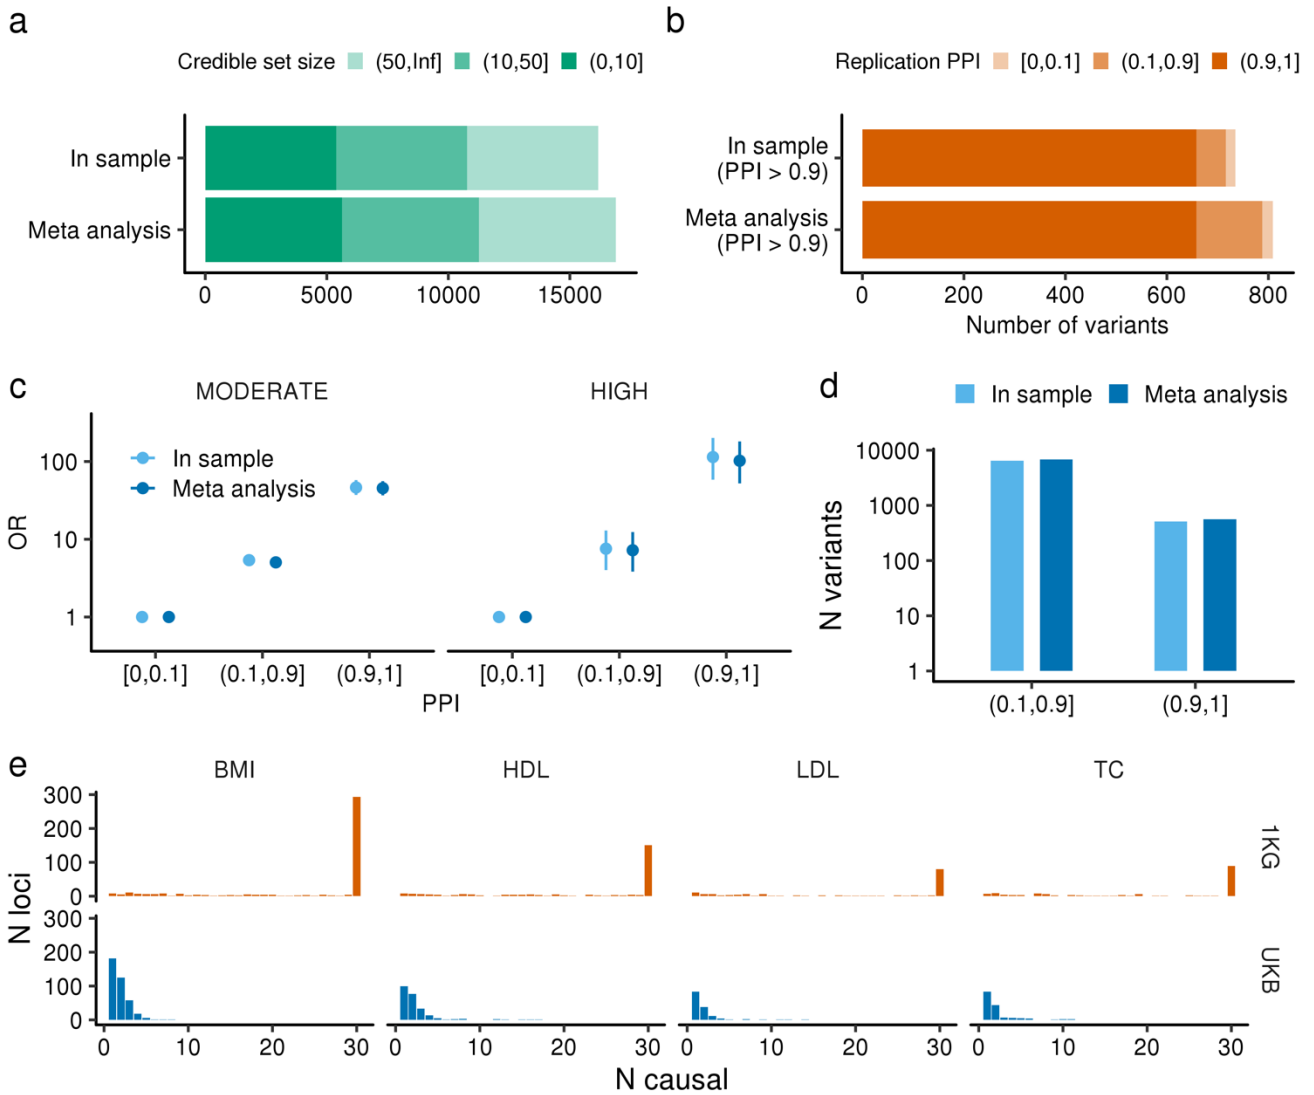 a
Credible set size (50,Inf] (10,50] (0,10]
In sample
Meta analysis
0 5000 10000 15000
b
Replication PPI [0,0.1] (0.1,0.9] (0.9,1]
In sample
(PPI > 0.9)
Meta analysis
(PPI > 0.9)
0 200 400 600 800
Number of variants
c
MODERATE HIGH
In sample
Meta analysis
OR
100
10
1
[0,0.1] (0.1,0.9] (0.9,1] [0,0.1] (0.1,0.9] (0.9,1]
PPI
d
In sample Meta analysis
N variants
10000
1000
100
10
1
(0.1,0.9] (0.9,1]
e
BMI HDL LDL TC
N loci
300
200
100
0
1KG
300
200
100
0
UKB
0 10 20 30 0 10 20 30 0 10 20 30 0 10 20 30
N causal